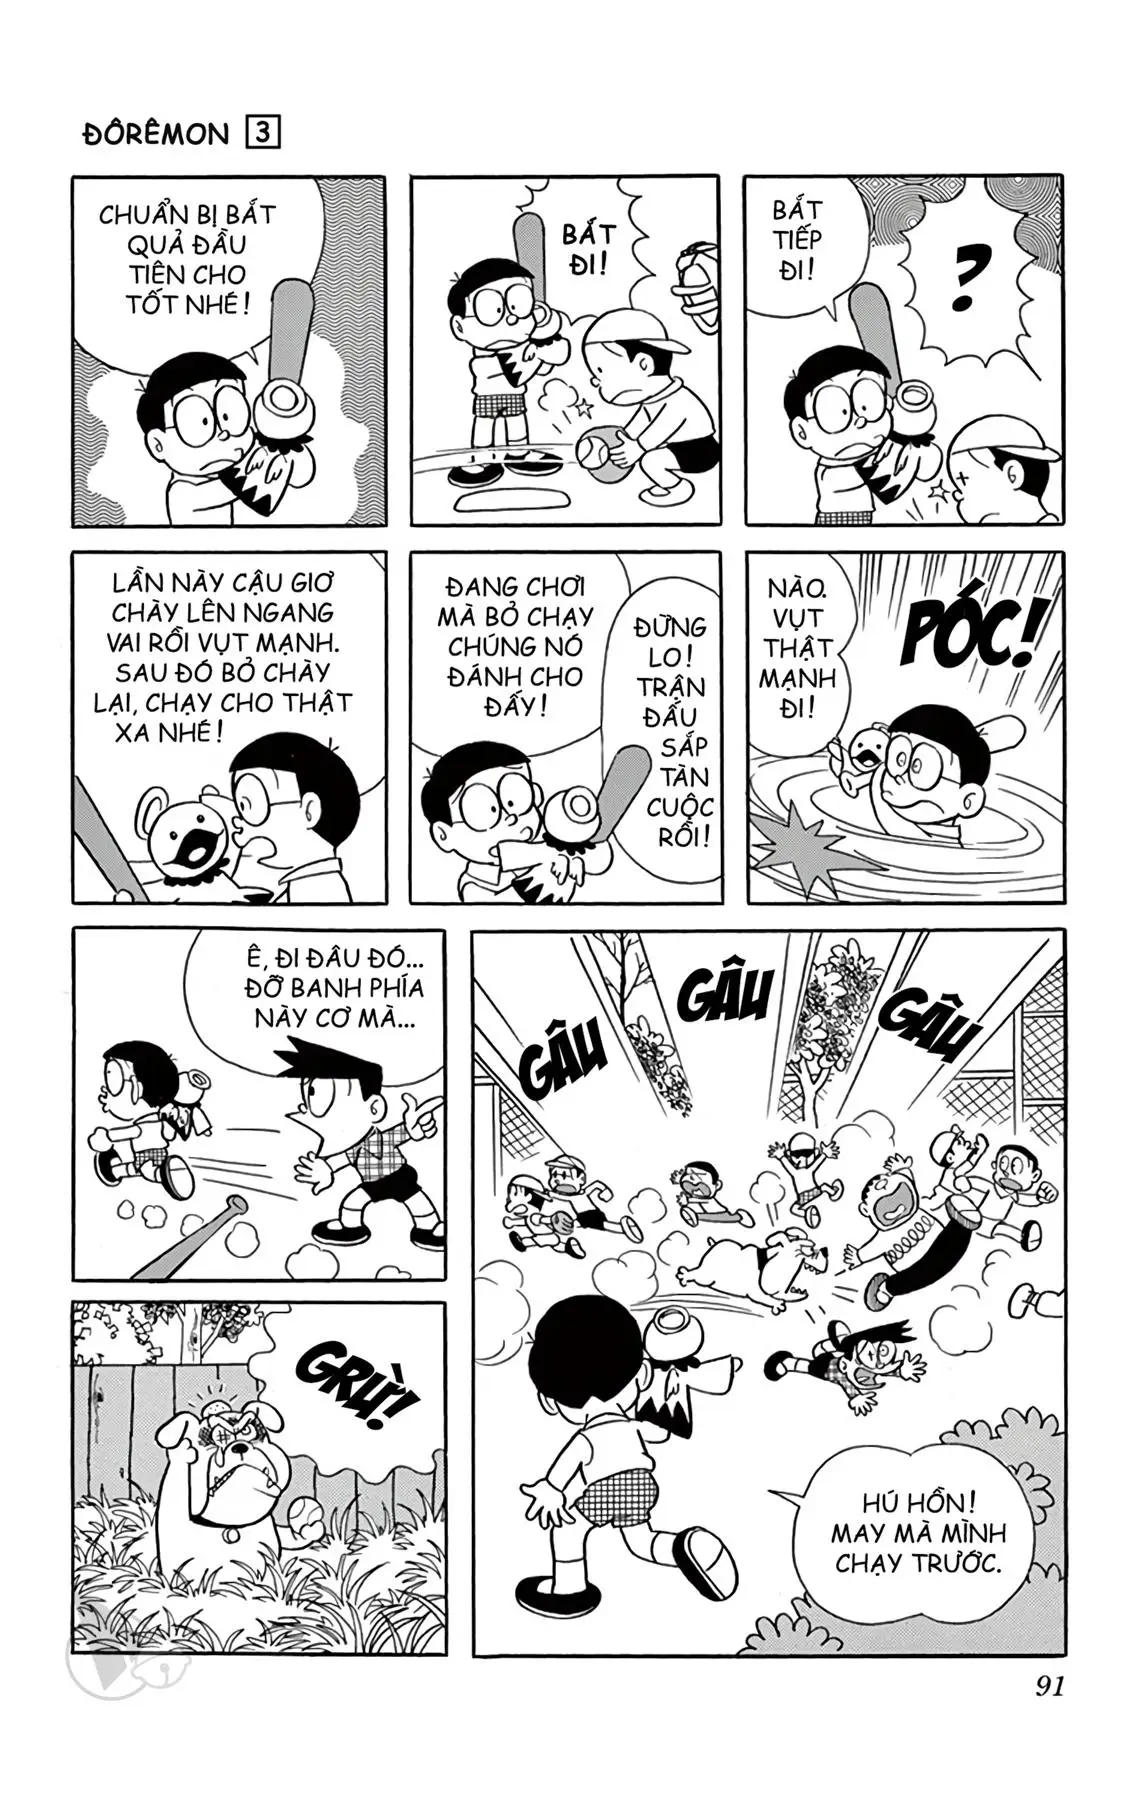 ĐÔRÊMON 3
CHUẨN BỊ BẮT
QUẢ ĐẦU
TIÊN CHO
TỐT NHÉ!
BẮT
ĐI!
BẮT
TIẾP
ĐI!
?
LẦN NÀY CẬU GIƠ
CHÀY LÊN NGANG
VAI RỒI VỤT MẠNH.
SAU ĐÓ BỎ CHÀY
LẠI, CHẠY CHO THẬT
XA NHÉ!
ĐANG CHƠI
MÀ BỎ CHẠY
CHÚNG NÓ
ĐÁNH CHO
ĐẤY!
ĐỪNG
LO!
TRẬN
ĐẤU
SẮP
TÀN
CUỘC
RỒI!
NÀO.
VỤT
THẬT
MẠNH
ĐI!
PÓC!
Ê, ĐI ĐÂU ĐÓ...
ĐỠ BANH PHÍA
NÀY CƠ MÀ...
GRỪ!
GÂU
GÂU
GÂU
HÚ HỒN!
MAY MÀ MÌNH
CHẠY TRƯỚC.
91